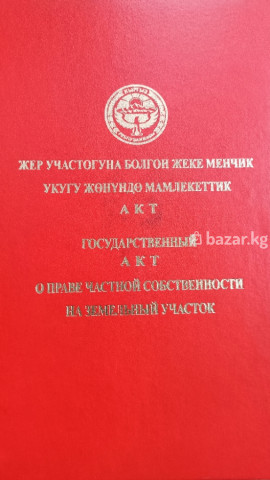 КЫРГЫЗ
ЖЕР УЧАСТОГУНА БОЛГОН ЖЕКЕ МЕНЧИК
УКУГУ ЖӨНҮНДӨ МАМЛЕКЕТТИК
АКТ
ГОСУДАРСТВЕННЫЙ
bazar.kg
АКТ
О ПРАВЕ ЧАСТНОЙ СОБСТВЕННОСТИ
НА ЗЕМЕЛЬНЫЙ УЧАСТОК